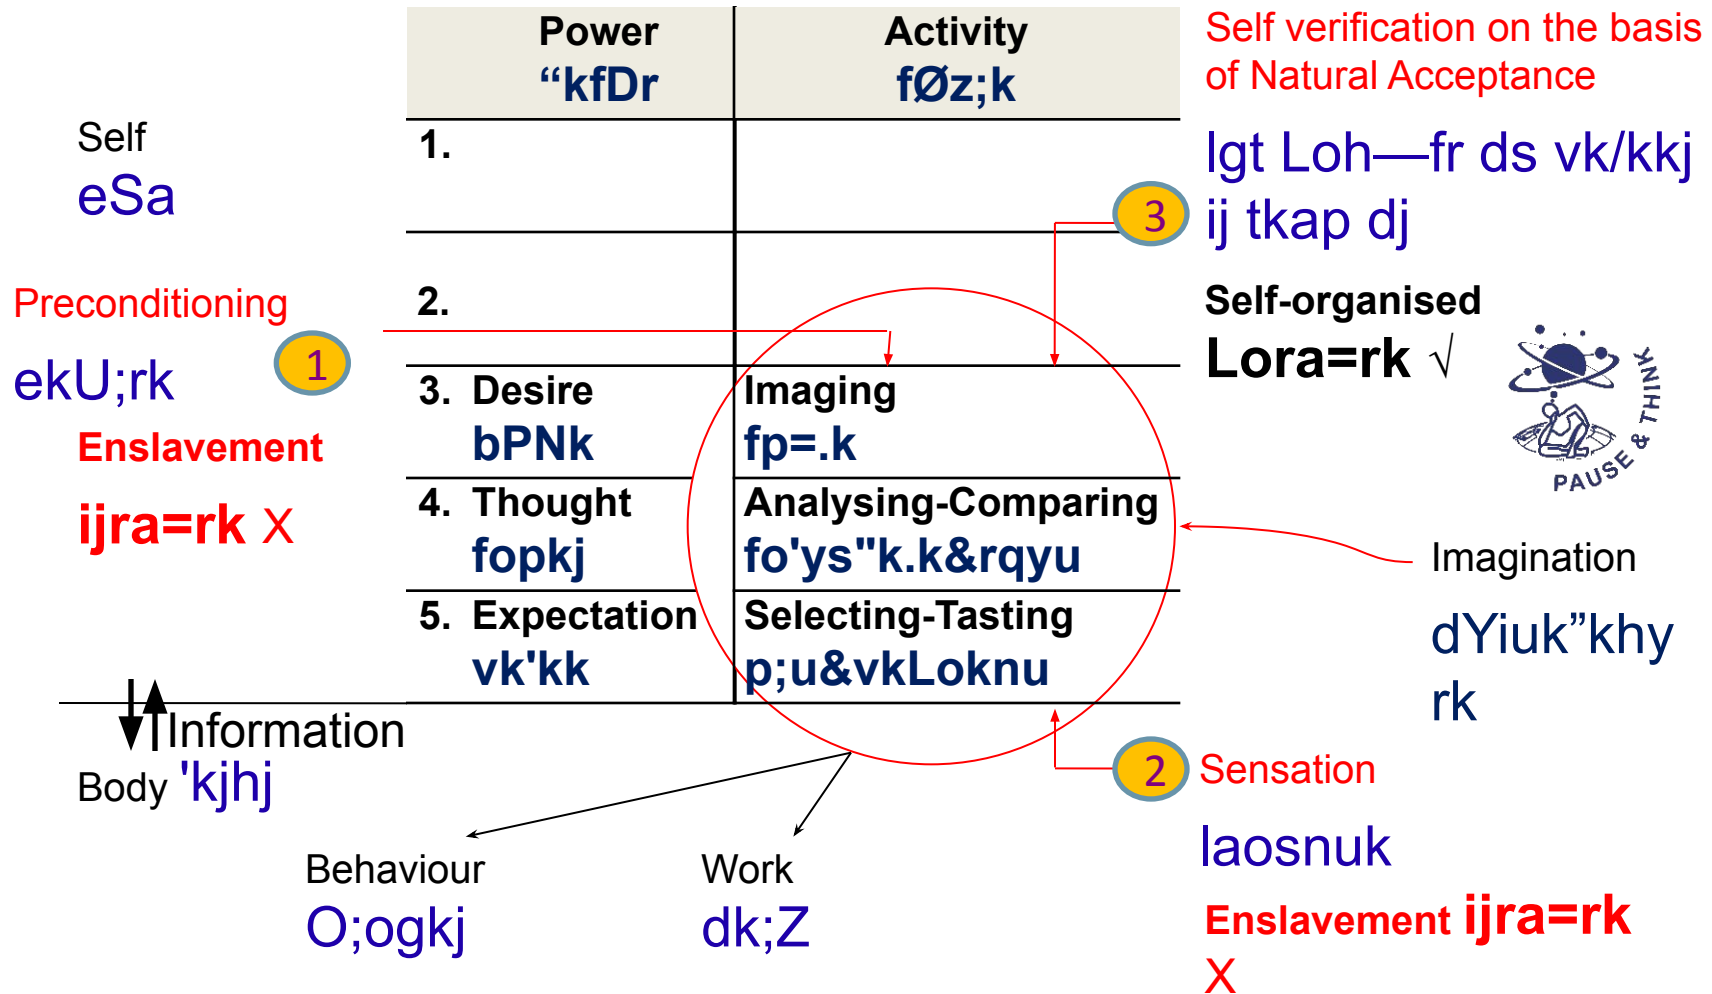 Power
“kfDr
Activity
fØz;k
Self verification on the basis
of Natural Acceptance
lgt Loh—fr ds vk/kkj
ij tkap dj
Self
eSa
1.
3
2.
Preconditioning
ekU;rk
1
Enslavement
ijra=rk X
Self-organised
Lora=rk √
PAUSE & THINK
3. Desire
bPNk
Imaging
fp=.k
4. Thought
fopkj
Analysing-Comparing
fo'ys"k.k&rqyu
5. Expectation
vk'kk
Selecting-Tasting
p;u&vkLoknu
Imagination
dYiuk”khy
rk
Information
Body 'kjhj
2
Sensation
laosnuk
Enslavement ijra=rk
X
Behaviour
O;ogkj
Work
dk;Z